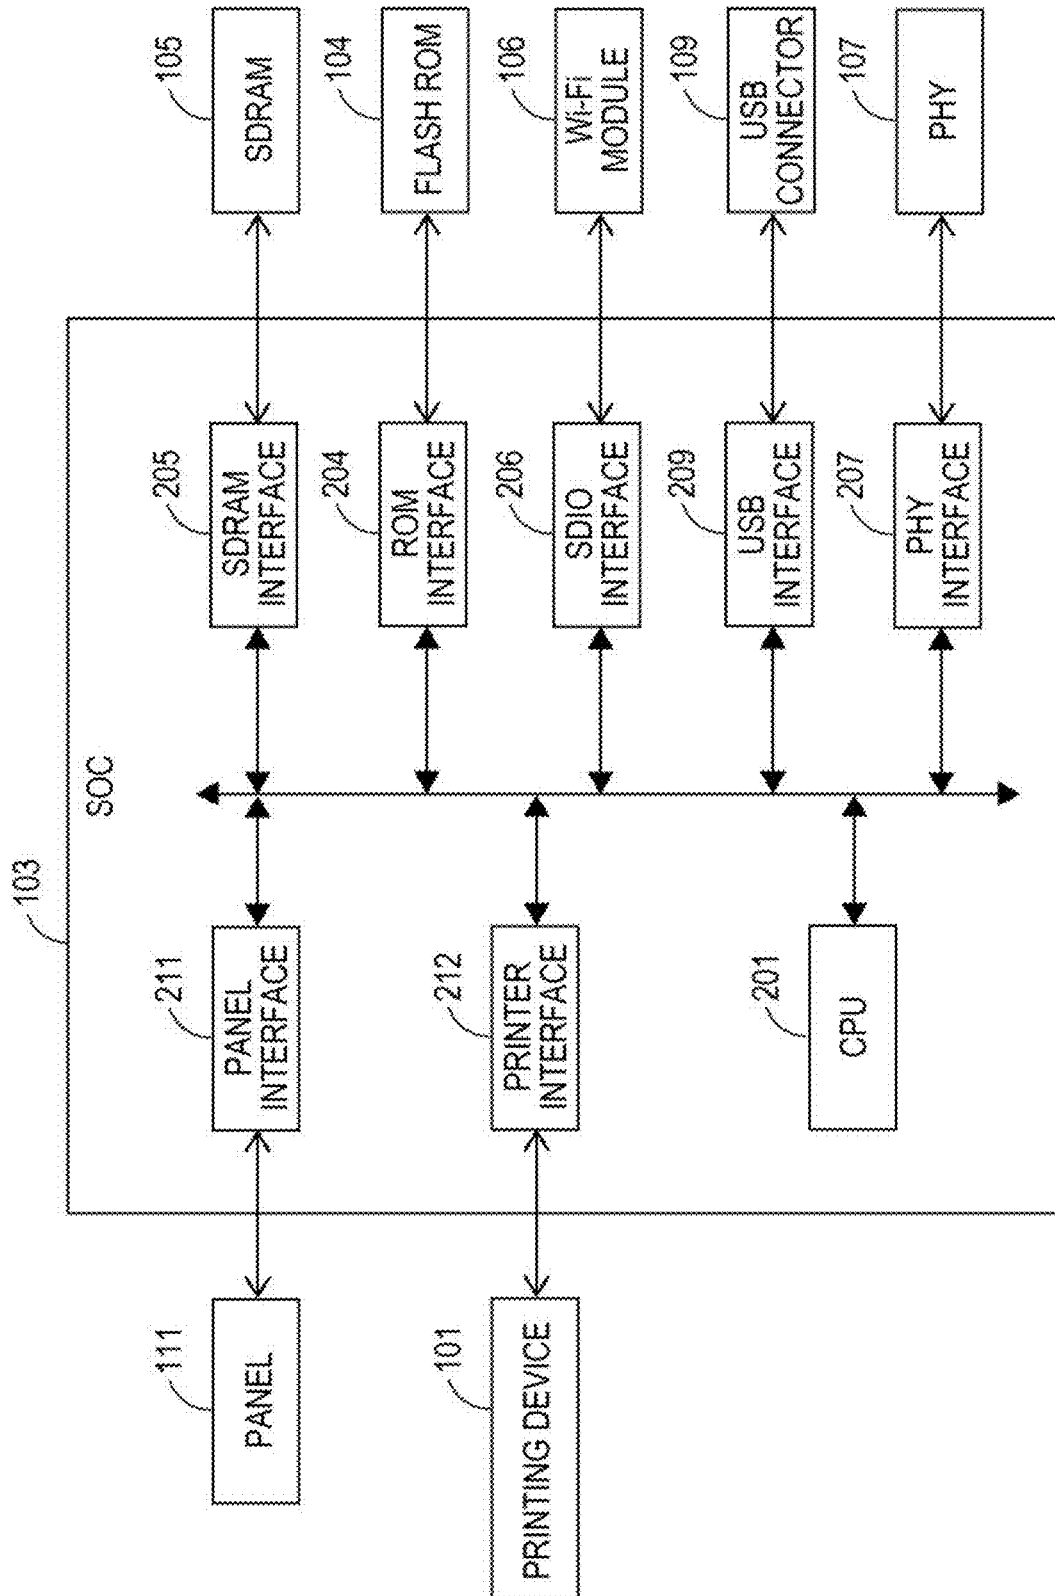 103
SOC
111
PANEL
211
PANEL
INTERFACE
205
SDRAM
INTERFACE
105
SDRAM
204
ROM
INTERFACE
104
FLASH ROM
101
PRINTING DEVICE
212
PRINTER
INTERFACE
206
SDIO
INTERFACE
106
Wi-Fi
MODULE
209
USB
INTERFACE
109
USB
CONNECTOR
201
CPU
207
PHY
INTERFACE
107
PHY